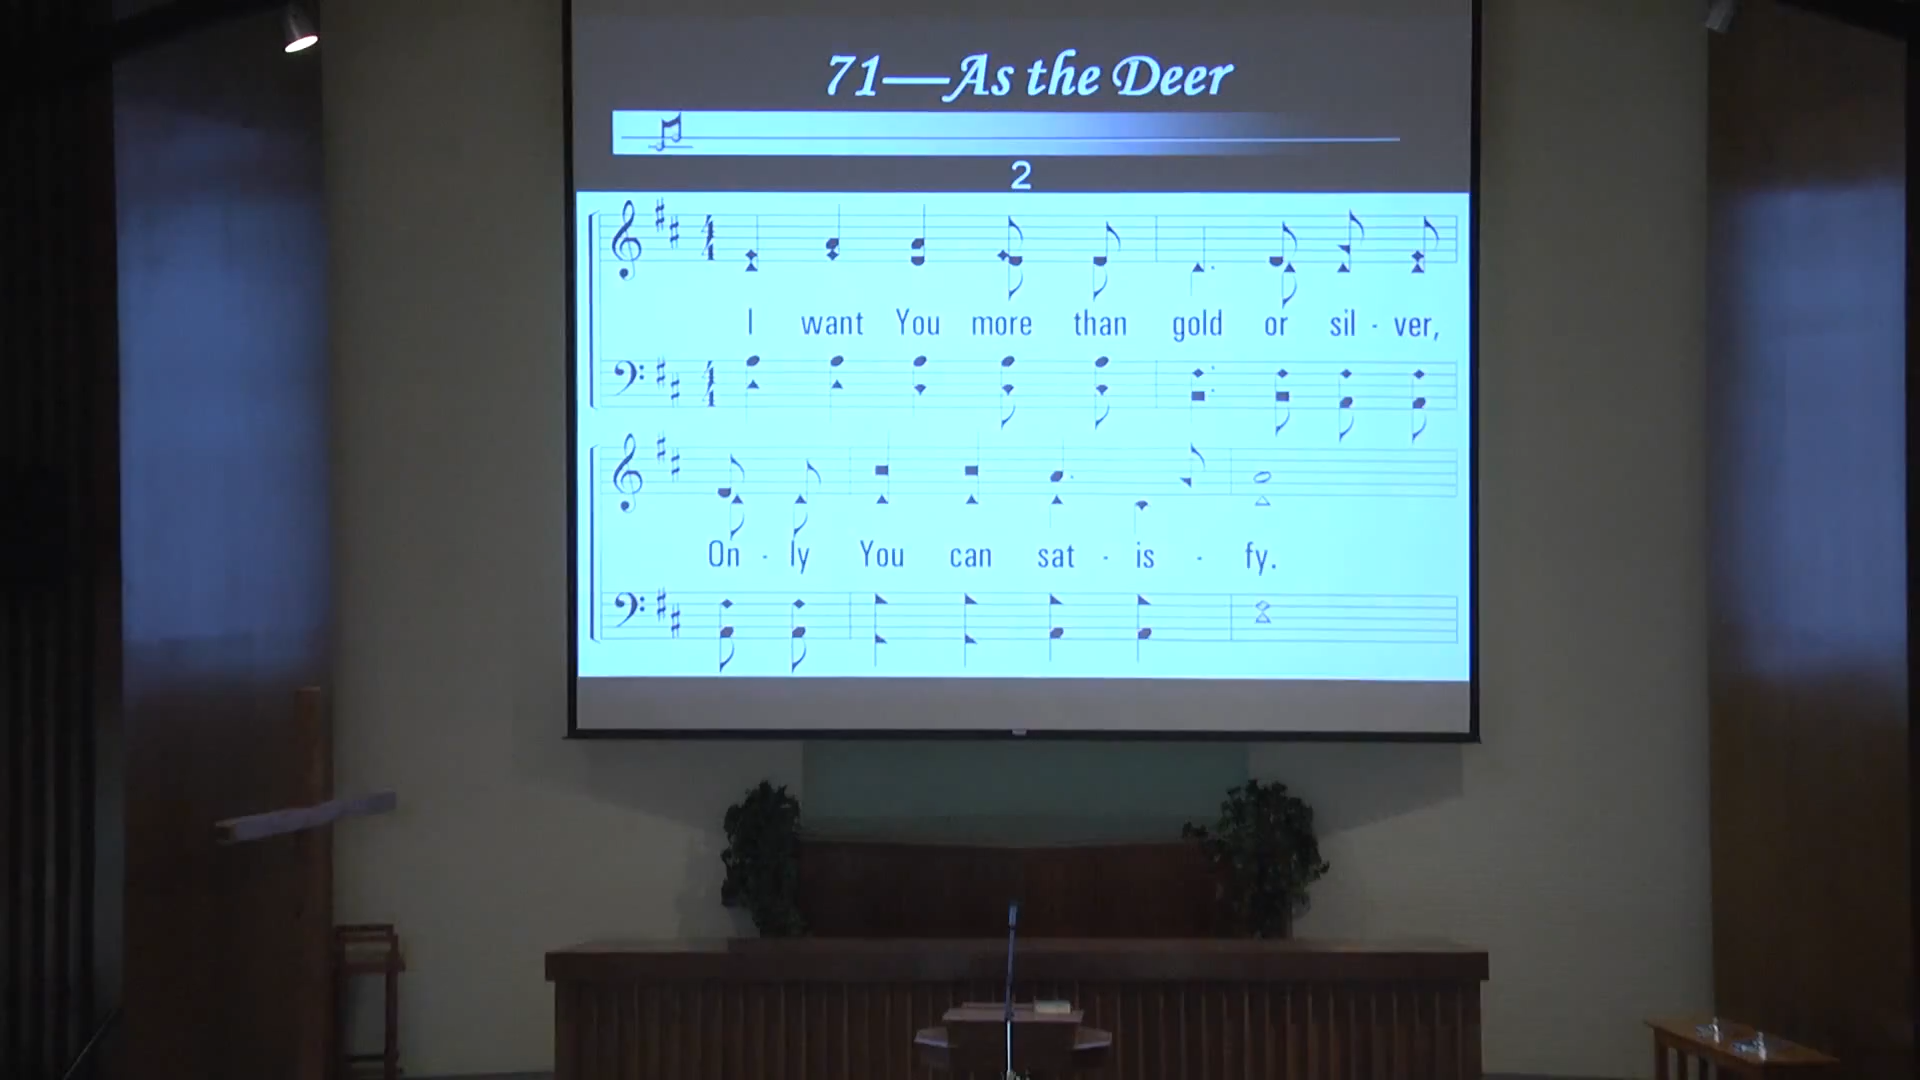 71—As the Deer
2
I want You more than gold or sil - ver,
On - ly You can sat - is - fy.